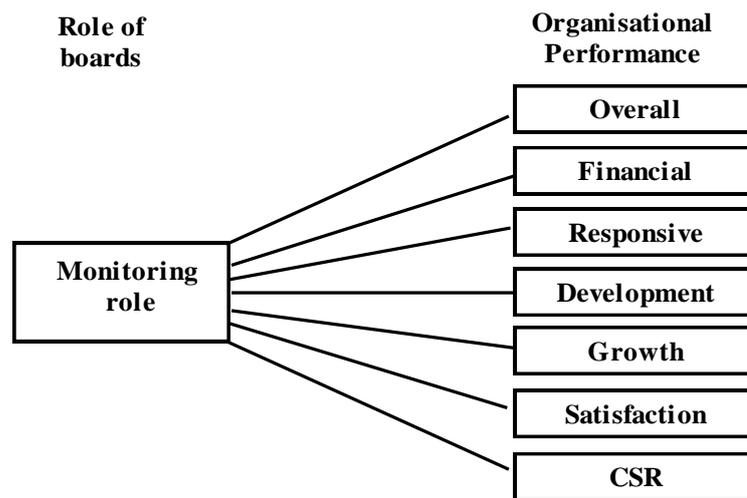 Role of
boards
Organisational
Performance
Overall
Financial
Responsive
Monitoring
role
Development
Growth
Satisfaction
CSR